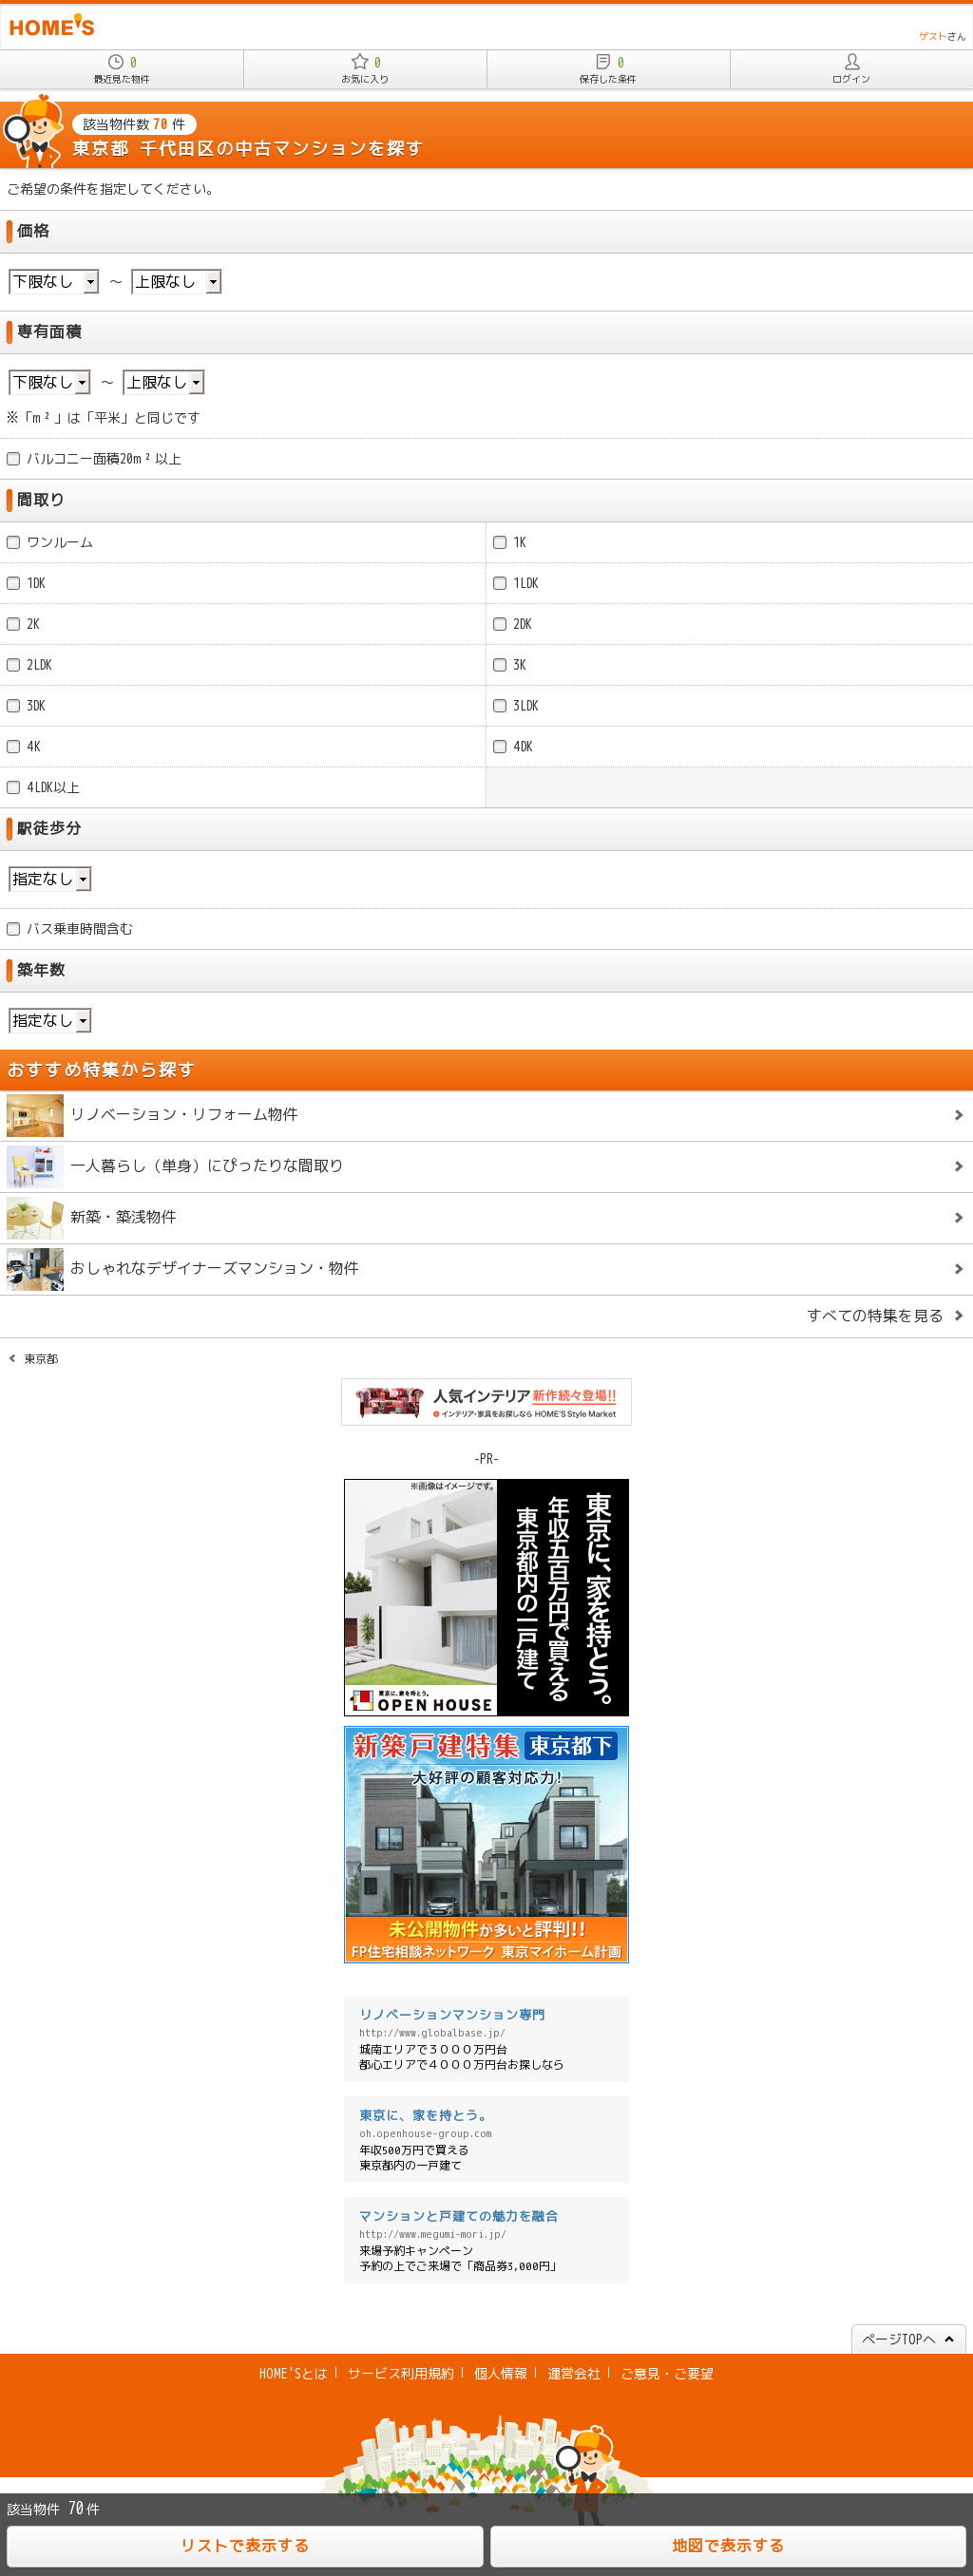 HOME'S
ゲストさん
0
最近見た物件
0
お気に入り
0
保存した条件
ログイン
該当物件数 70 件
東京都 千代田区の中古マンションを探す
ご希望の条件を指定してください。
価格
下限なし ～ 上限なし
専有面積
下限なし ～ 上限なし
※「m²」は「平米」と同じです
バルコニー面積20m²以上
間取り
ワンルーム
1K
1DK
1LDK
2K
2DK
2LDK
3K
3DK
3LDK
4K
4DK
4LDK以上
駅徒歩分
指定なし
バス乗車時間含む
築年数
指定なし
おすすめ特集から探す
リノベーション・リフォーム物件
一人暮らし（単身）にぴったりな間取り
新築・築浅物件
おしゃれなデザイナーズマンション・物件
すべての特集を見る
東京都
人気インテリア新作続々登場!!
インテリア・家具をお探しなら HOME'S Style Market
-PR-
※画像はイメージです。
東京に、家を持とう。
年収五百万円で買える
東京都内の一戸建て
東京に、家を持とう。
OPEN HOUSE
新築戸建特集 東京都下
大好評の顧客対応力!
未公開物件が多いと評判!!
FP住宅相談ネットワーク 東京マイホーム計画
リノベーションマンション専門
http://www.globalbase.jp/
城南エリアで３０００万円台
都心エリアで４０００万円台お探しなら
東京に、家を持とう。
oh.openhouse-group.com
年収500万円で買える
東京都内の一戸建て
マンションと戸建ての魅力を融合
http://www.megumi-mori.jp/
来場予約キャンペーン
予約の上でご来場で「商品券3,000円」
ページTOPへ
HOME'Sとは | サービス利用規約 | 個人情報 | 運営会社 | ご意見・ご要望
該当物件 70件
リストで表示する
地図で表示する